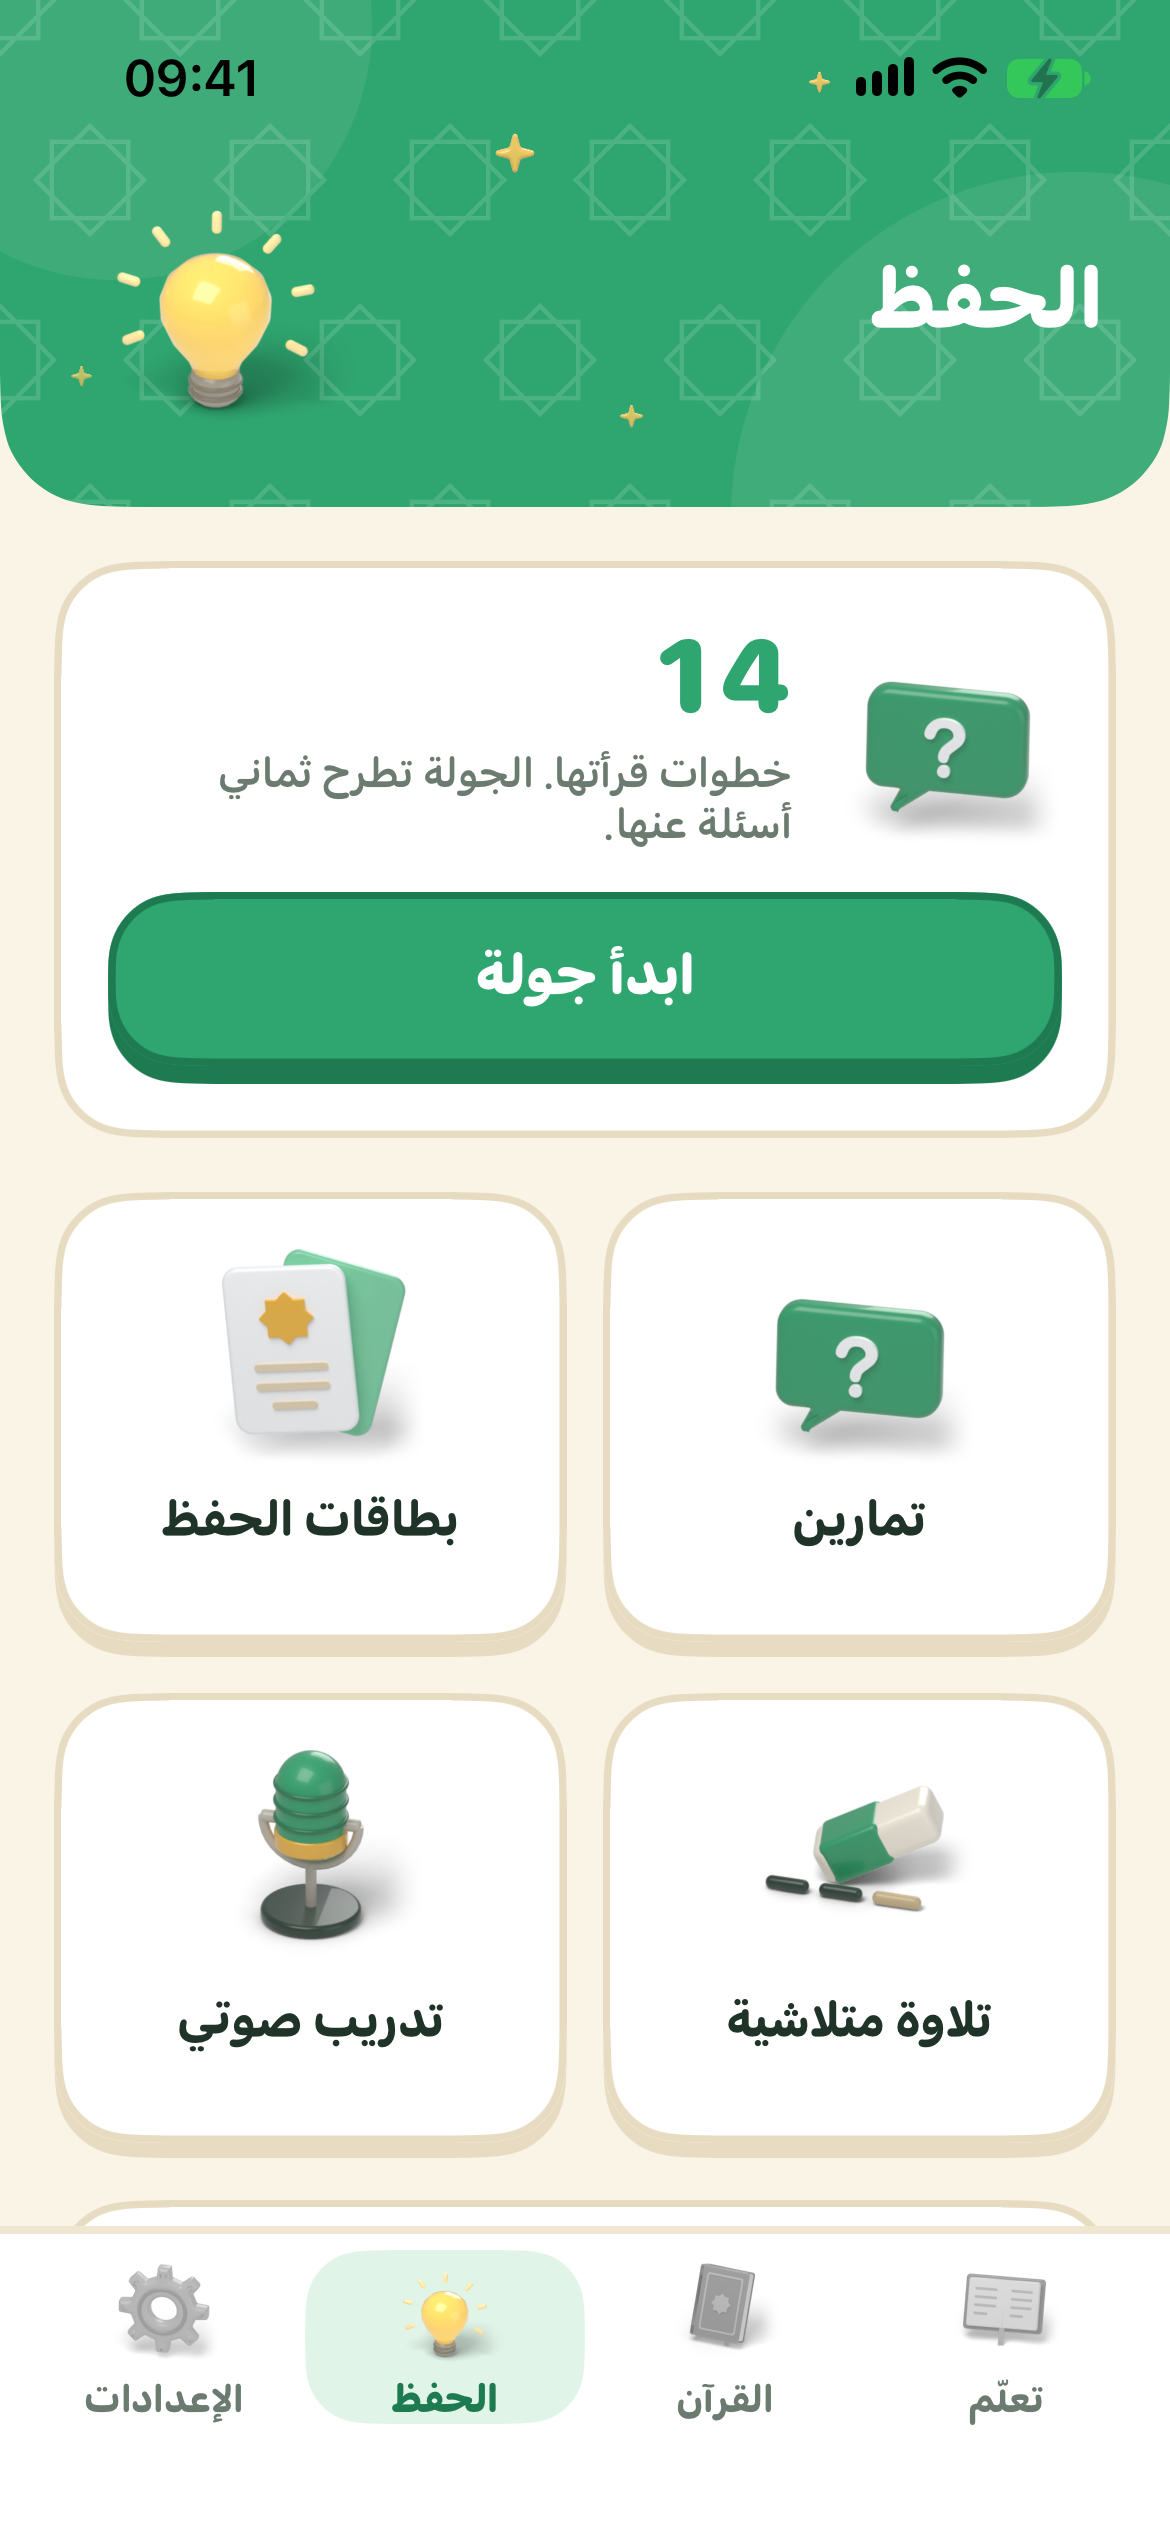 09:41
الحفظ
14
خطوات قرأتها. الجولة تطرح ثماني
أسئلة عنها.
ابدأ جولة
تمارين
بطاقات الحفظ
تلاوة متلاشية
تدريب صوتي
تعلّم
القرآن
الحفظ
الإعدادات